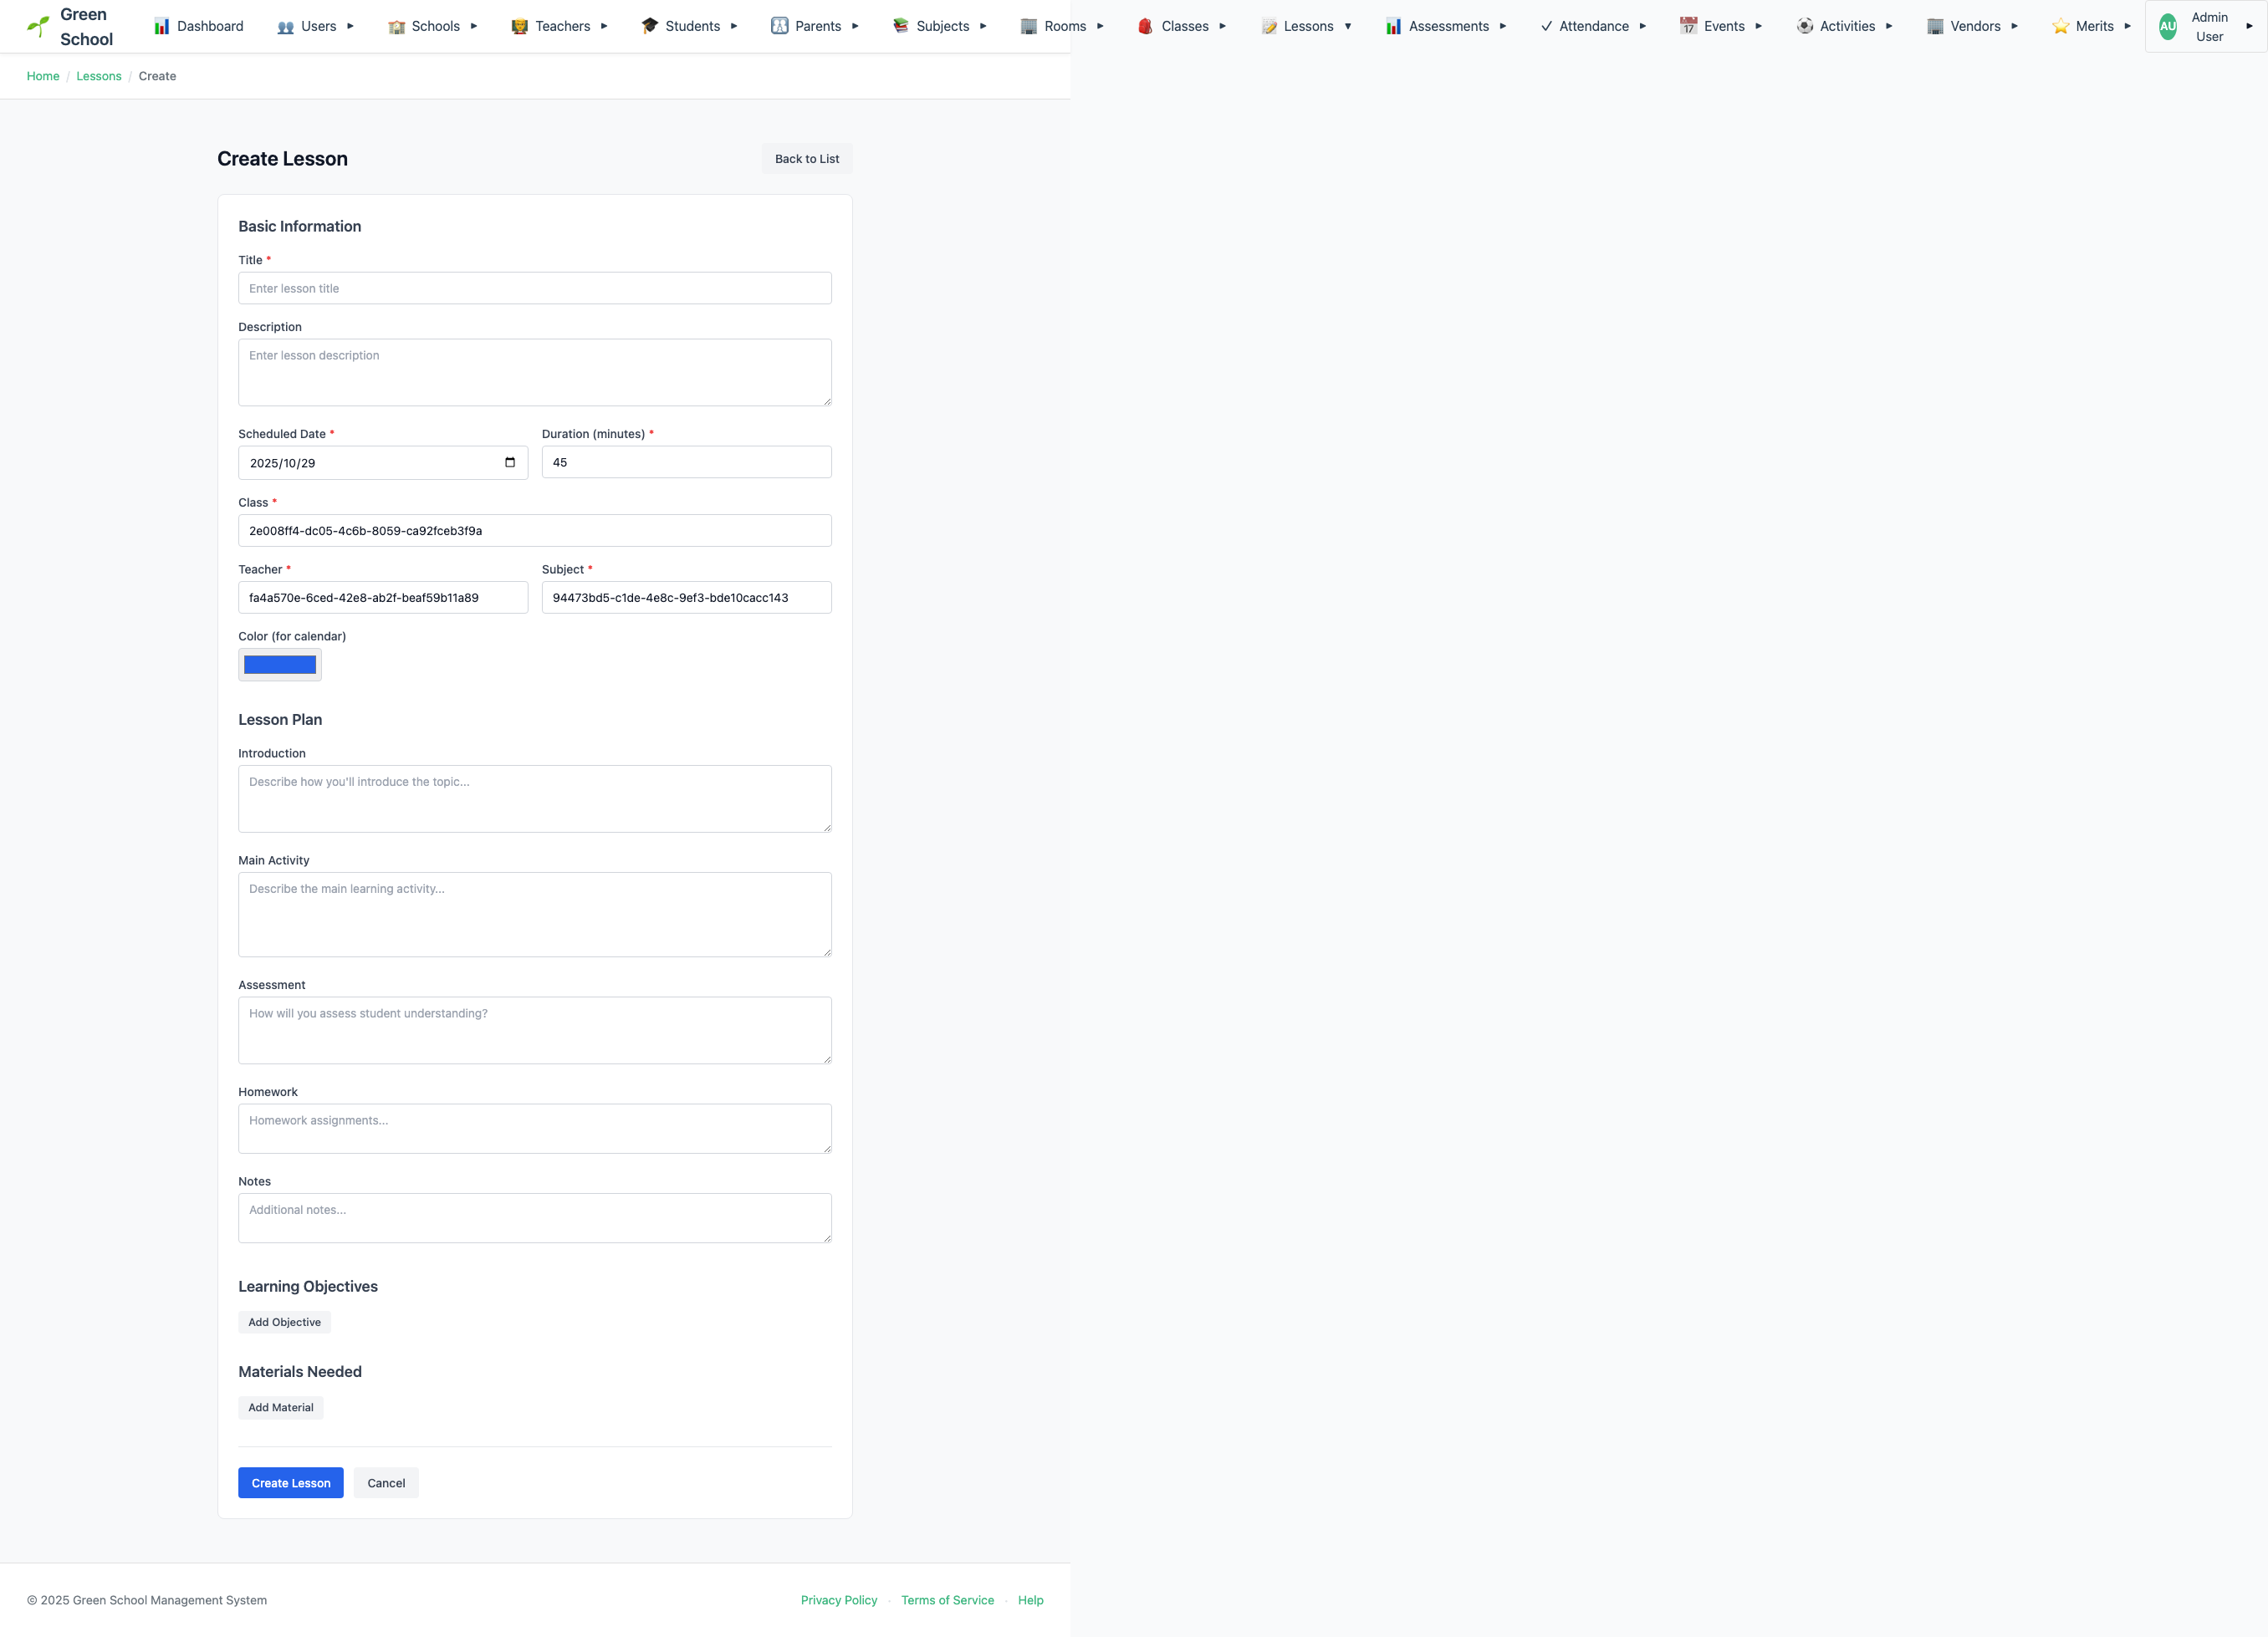 Green School
Dashboard
Users
Schools
Teachers
Students
Parents
Subjects
Rooms
Classes
Lessons
Assessments
Attendance
Events
Activities
Vendors
Merits
AU
Admin User
Home / Lessons / Create
Create Lesson
Back to List
Basic Information
Title *
Enter lesson title
Description
Enter lesson description
Scheduled Date *
Duration (minutes) *
2025/10/29
45
Class *
2e008ff4-dc05-4c6b-8059-ca92fceb3f9a
Teacher *
Subject *
fa4a570e-6ced-42e8-ab2f-beaf59b11a89
94473bd5-c1de-4e8c-9ef3-bde10cacc143
Color (for calendar)
Lesson Plan
Introduction
Describe how you'll introduce the topic...
Main Activity
Describe the main learning activity...
Assessment
How will you assess student understanding?
Homework
Homework assignments...
Notes
Additional notes...
Learning Objectives
Add Objective
Materials Needed
Add Material
Create Lesson
Cancel
© 2025 Green School Management System
Privacy Policy · Terms of Service · Help